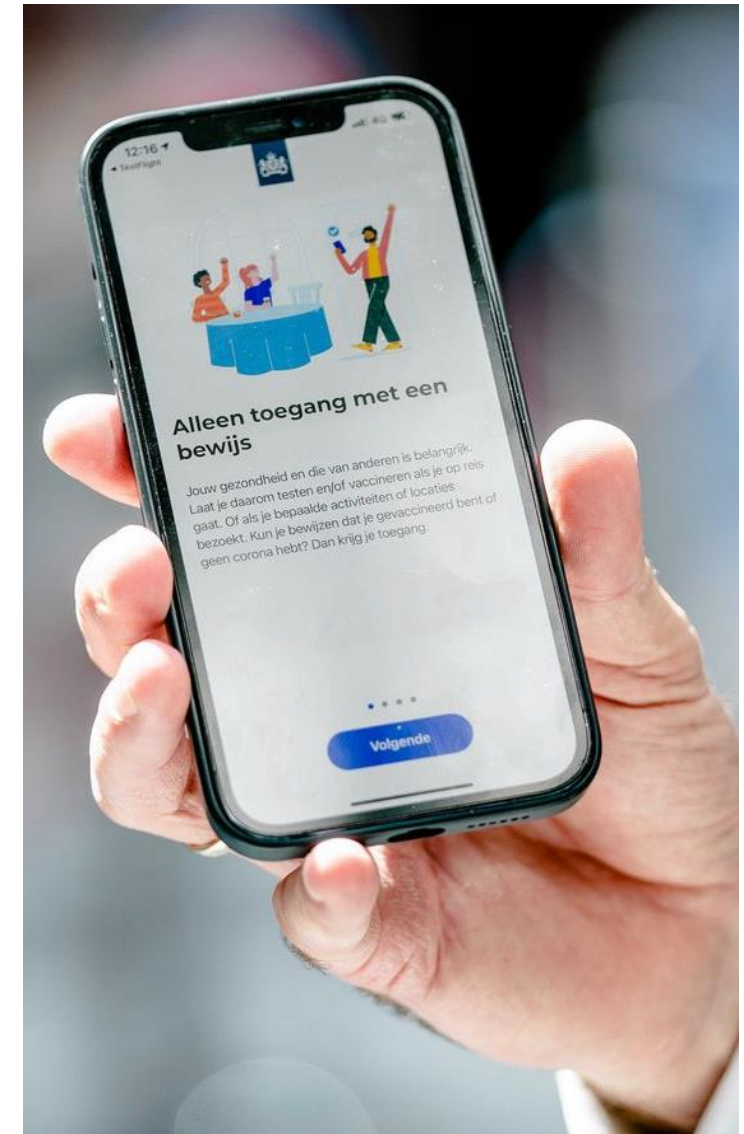 12:16
4G
◂ TestFlight
Alleen toegang met een
bewijs
Jouw gezondheid en die van anderen is belangrijk.
Laat je daarom testen en/of vaccineren als je op reis
gaat. Of als je bepaalde activiteiten of locaties
bezoekt. Kun je bewijzen dat je gevaccineerd bent of
geen corona hebt? Dan krijg je toegang.
Volgende